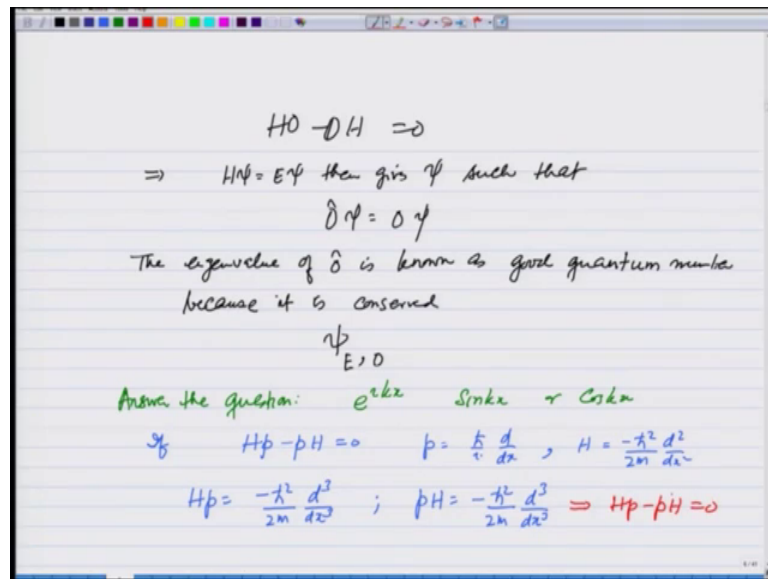 HO - OH = 0
⇒ Hψ = Eψ then give ψ such that
Ôψ = Oψ
The eigenvalue of Ô is known as good quantum number
because it is conserved
ψ_{E,O}
Answer the question: e^{ikx} Sinkx or Coskx
If Hp - pH = 0 p = ħ/i d/dx , H = -ħ²/2m d²/dx²
Hp = -ħ²/2m d³/dx³ ; pH = -ħ²/2m d³/dx³ ⇒ Hp - pH = 0